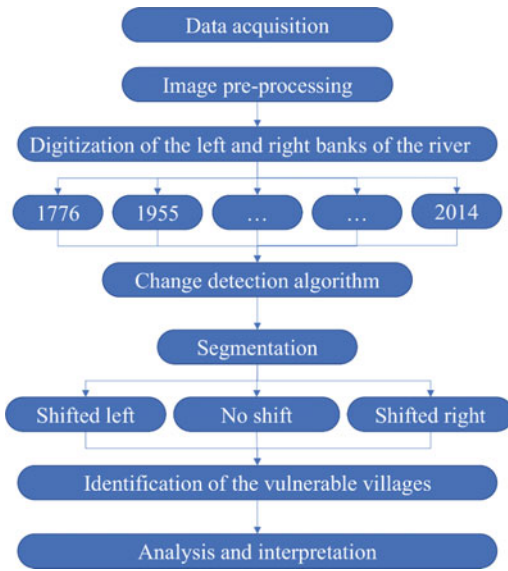 Data acquisition
Image pre-processing
Digitization of the left and right banks of the river
1776 1955 … … 2014
Change detection algorithm
Segmentation
Shifted left No shift Shifted right
Identification of the vulnerable villages
Analysis and interpretation